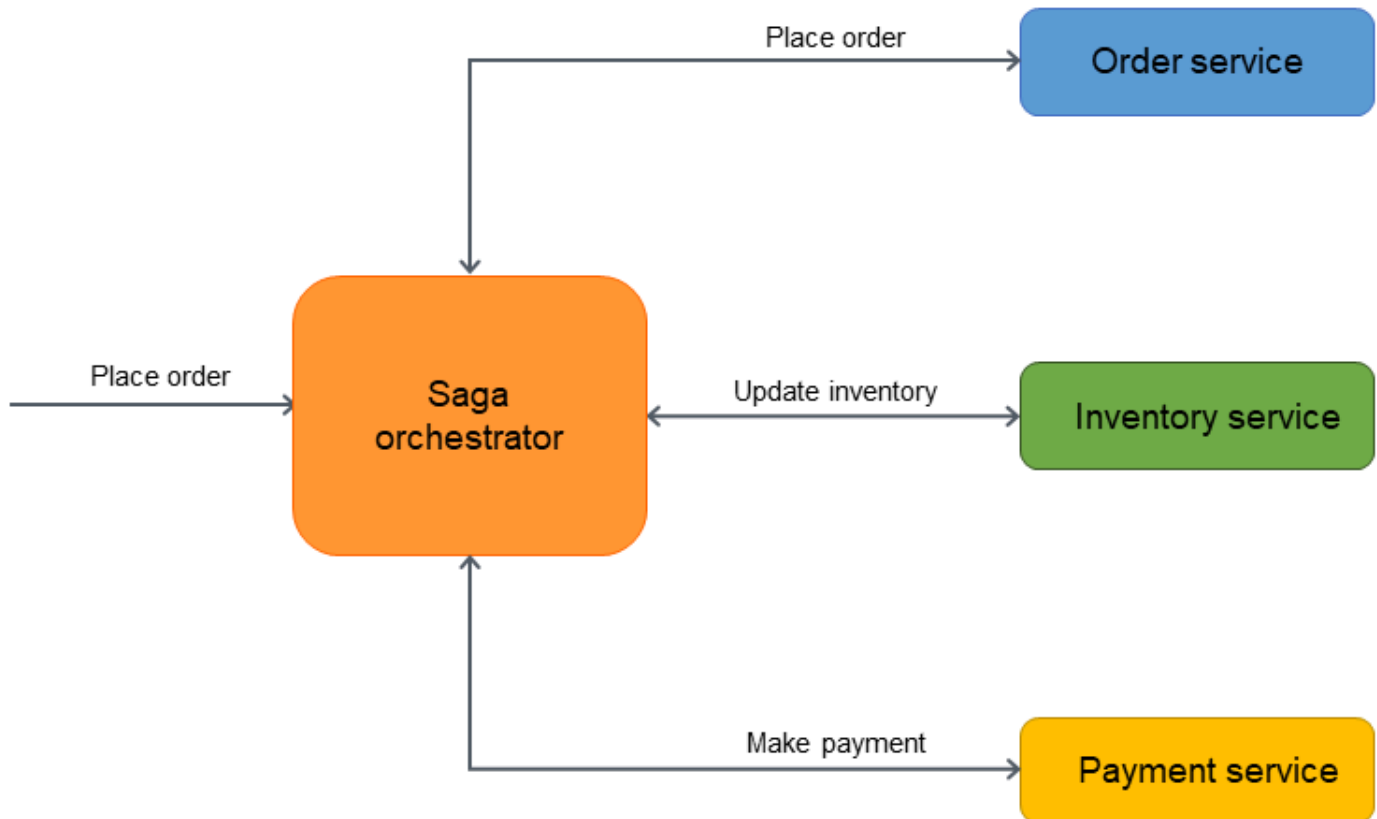 Place order
Order service
Place order
Saga
orchestrator
Update inventory
Inventory service
Make payment
Payment service